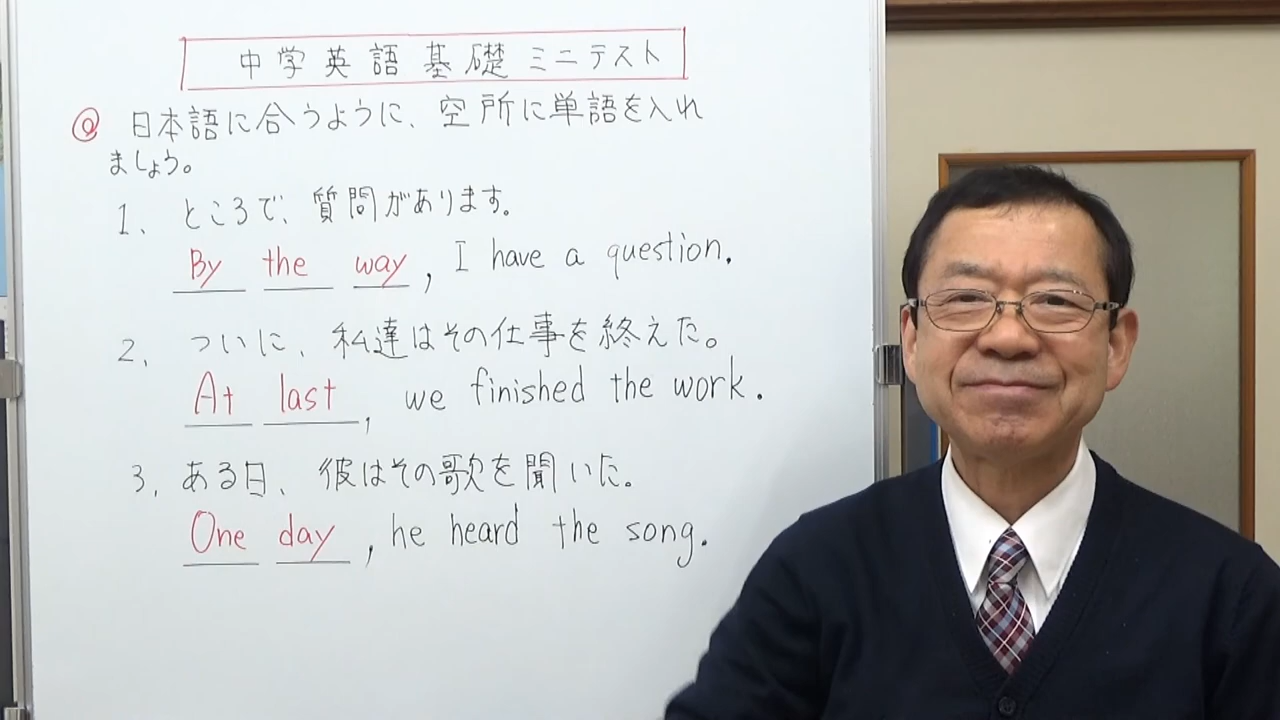 中学英語基礎ミニテスト
@ 日本語に合うように、空所に単語を入れ
ましょう。
1、ところで、質問があります。
By the way, I have a question.
2、ついに、私達はその仕事を終えた。
At last, we finished the work.
3、ある日、彼はその歌を聞いた。
One day, he heard the song.